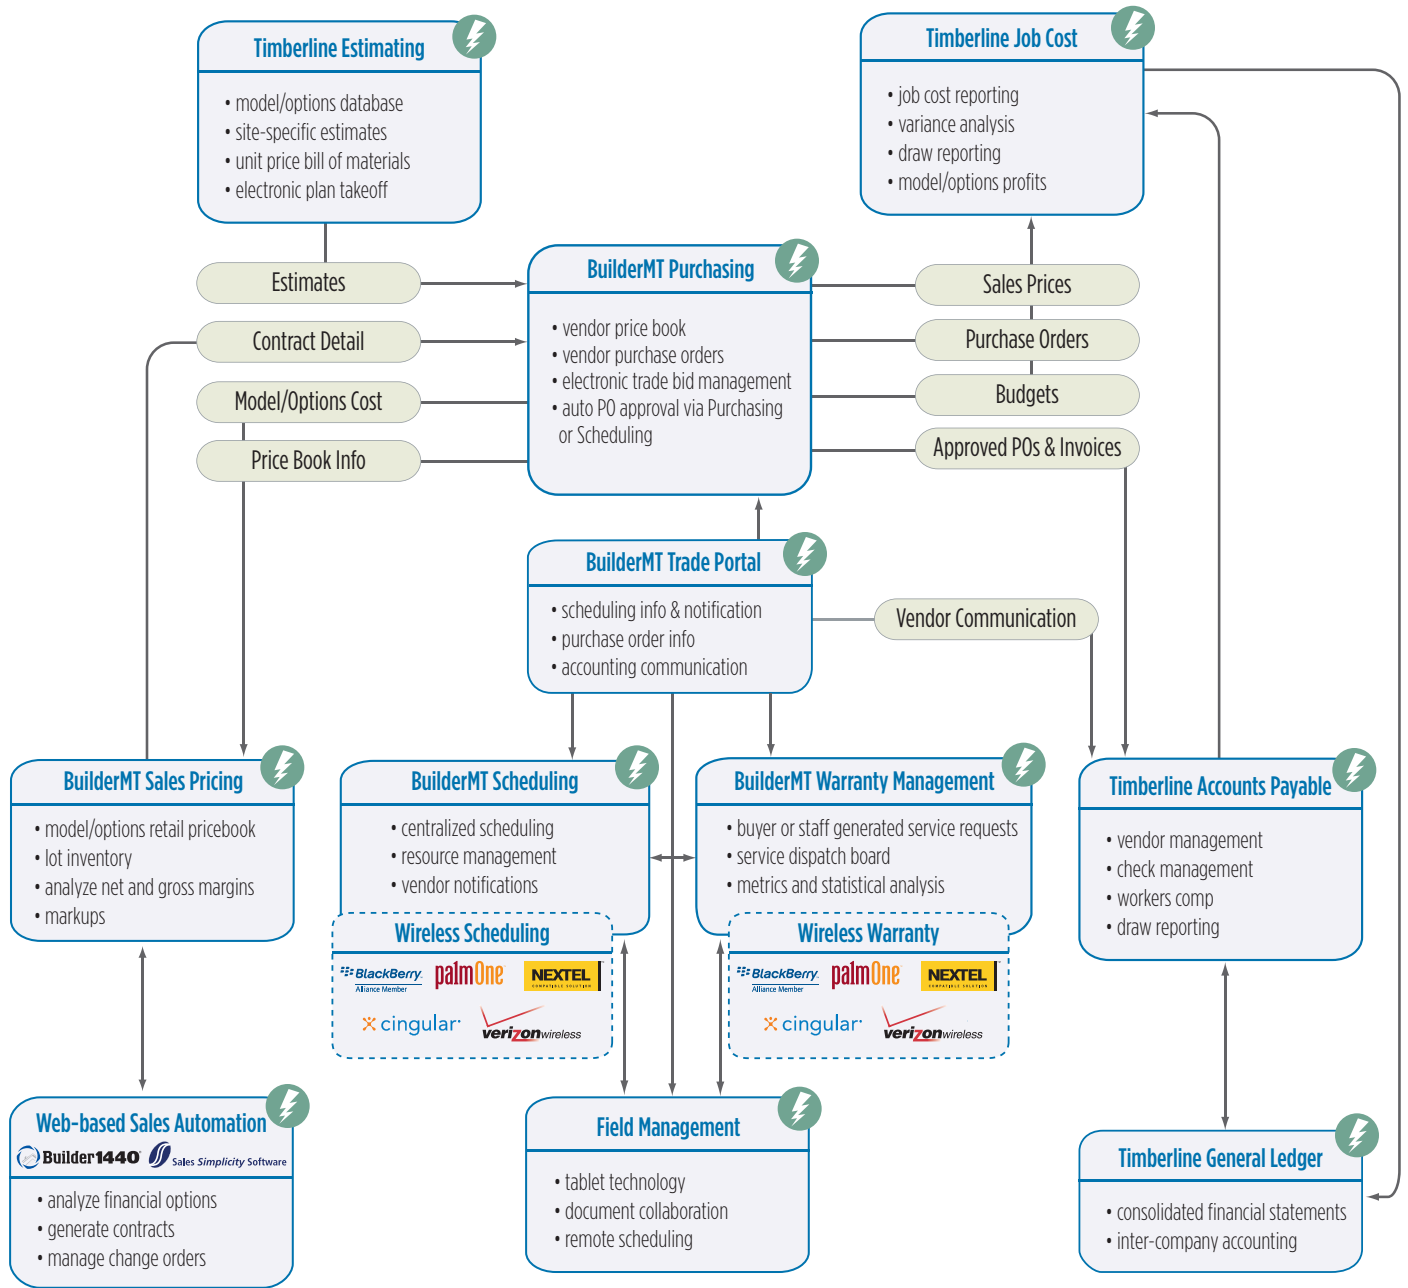 Timberline Estimating
• model/options database
• site-specific estimates
• unit price bill of materials
• electronic plan takeoff
Timberline Job Cost
• job cost reporting
• variance analysis
• draw reporting
• model/options profits
Estimates
Contract Detail
Model/Options Cost
Price Book Info
BuilderMT Purchasing
• vendor price book
• vendor purchase orders
• electronic trade bid management
• auto PO approval via Purchasing
or Scheduling
Sales Prices
Purchase Orders
Budgets
Approved POs & Invoices
BuilderMT Trade Portal
• scheduling info & notification
• purchase order info
• accounting communication
Vendor Communication
BuilderMT Sales Pricing
• model/options retail pricebook
• lot inventory
• analyze net and gross margins
• markups
BuilderMT Scheduling
• centralized scheduling
• resource management
• vendor notifications
Wireless Scheduling
BlackBerry.
Alliance Member
palmOne
NEXTEL
COMPATIBLE SOLUTION
cingular
verizonwireless
BuilderMT Warranty Management
• buyer or staff generated service requests
• service dispatch board
• metrics and statistical analysis
Wireless Warranty
BlackBerry.
Alliance Member
palmOne
NEXTEL
COMPATIBLE SOLUTION
cingular
verizonwireless
Timberline Accounts Payable
• vendor management
• check management
• workers comp
• draw reporting
Web-based Sales Automation
Builder1440
Sales Simplicity Software
• analyze financial options
• generate contracts
• manage change orders
Field Management
• tablet technology
• document collaboration
• remote scheduling
Timberline General Ledger
• consolidated financial statements
• inter-company accounting